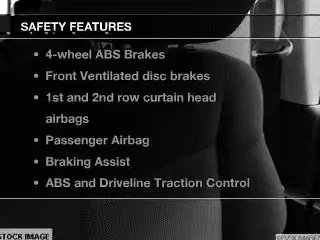 SAFETY FEATURES
• 4-wheel ABS Brakes
• Front Ventilated disc brakes
• 1st and 2nd row curtain head
airbags
• Passenger Airbag
• Braking Assist
• ABS and Driveline Traction Control
STOCK IMAGE